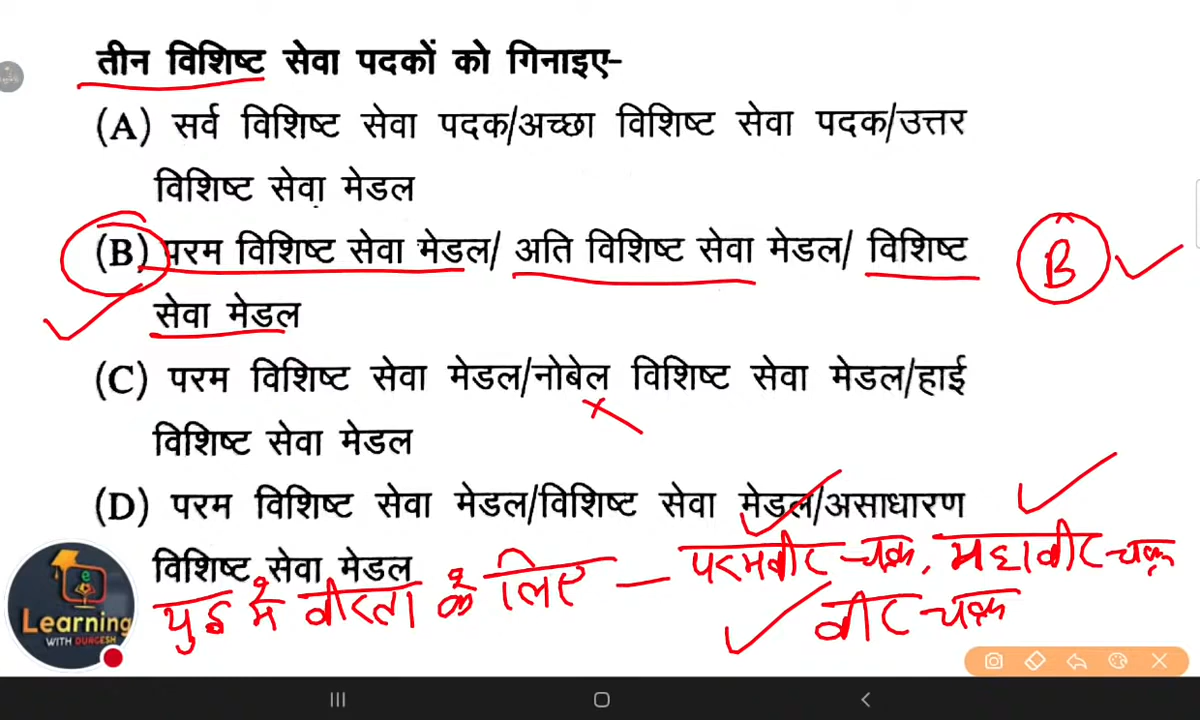 तीन विशिष्ट सेवा पदकों को गिनाइए-
(A) सर्व विशिष्ट सेवा पदक/अच्छा विशिष्ट सेवा पदक/उत्तर
विशिष्ट सेवा मेडल
(B) परम विशिष्ट सेवा मेडल/ अति विशिष्ट सेवा मेडल/ विशिष्ट
B
सेवा मेडल
(C) परम विशिष्ट सेवा मेडल/नोबेल विशिष्ट सेवा मेडल/हाई
विशिष्ट सेवा मेडल
(D) परम विशिष्ट सेवा मेडल/विशिष्ट सेवा मेडल/असाधारण
विशिष्ट सेवा मेडल
युद्ध में वीरता के लिए — परमवीर चक्र, महावीर चक्र
वीर चक्र
e
Learning
WITH DURGESH